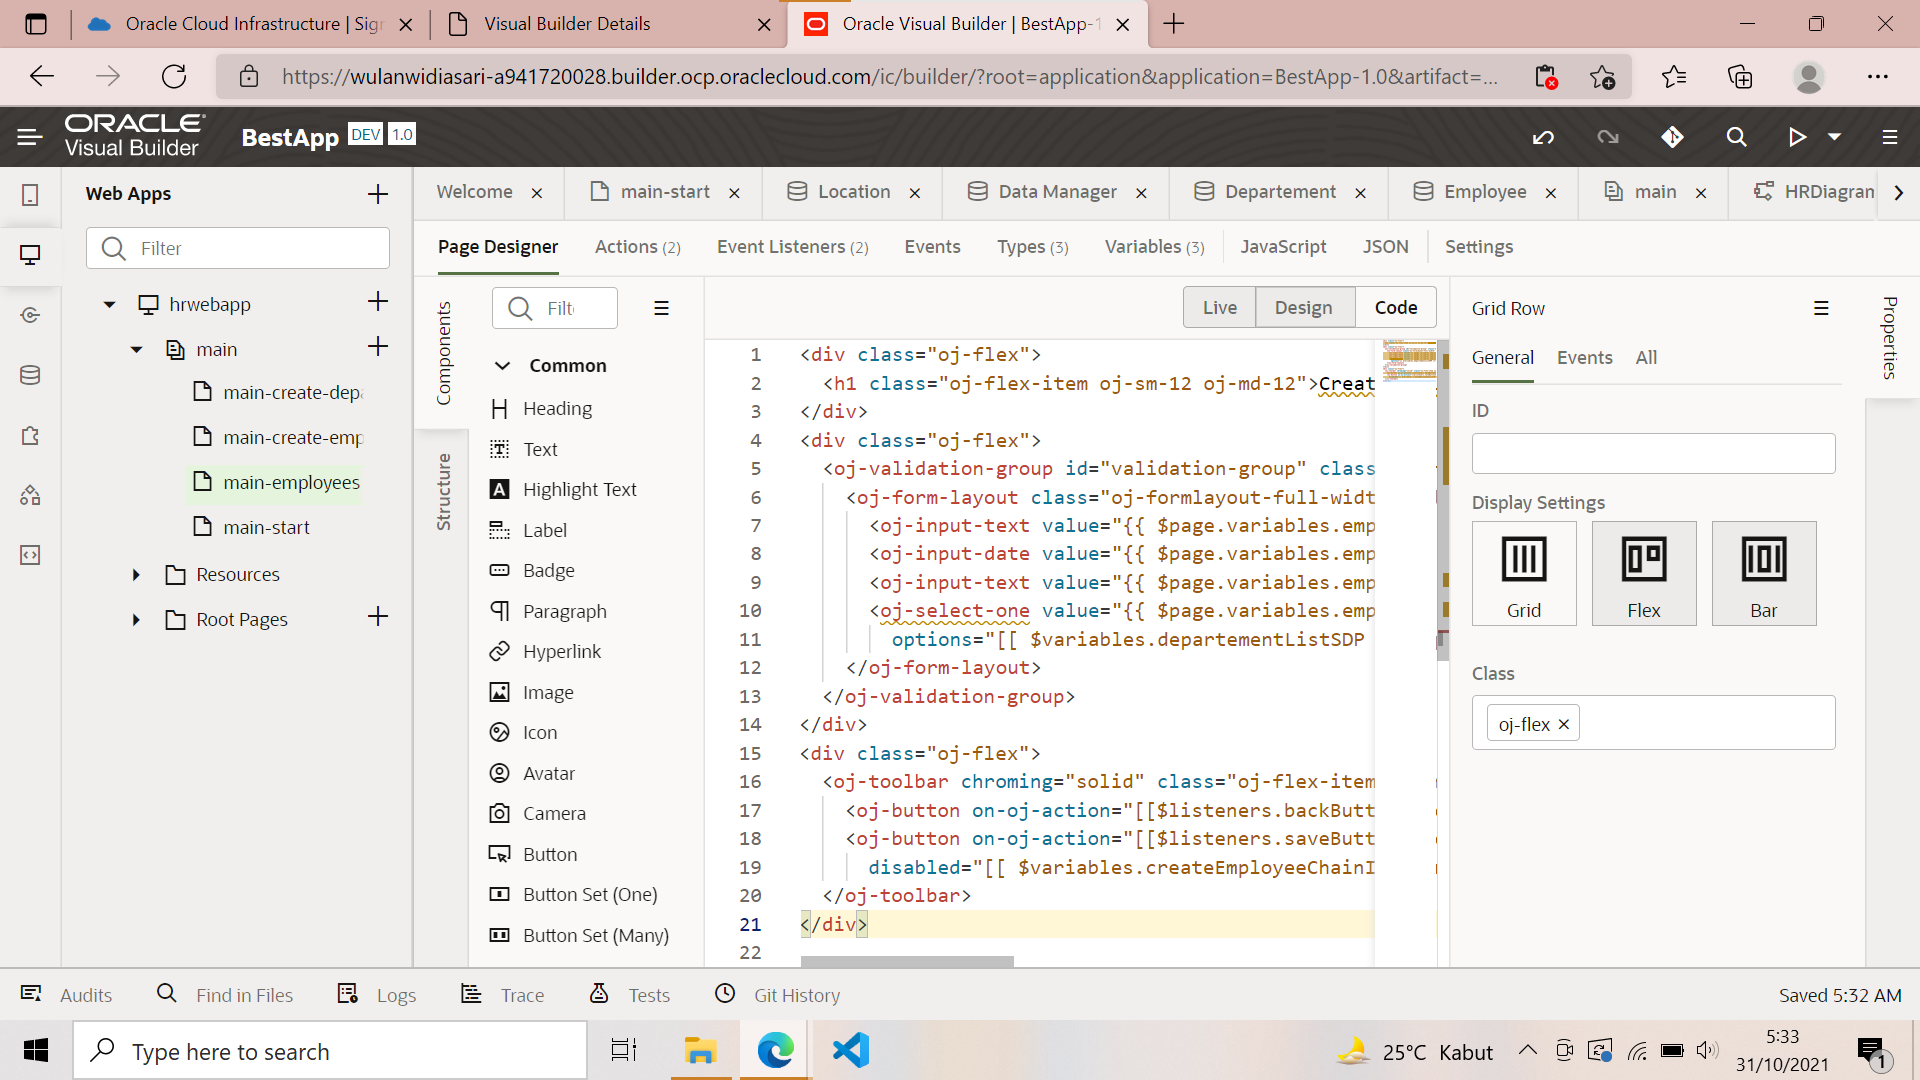 Oracle Cloud Infrastructure | Sign
Visual Builder Details
Oracle Visual Builder | BestApp-1
https://wulanwidiasari-a941720028.builder.ocp.oraclecloud.com/ic/builder/?root=application&application=BestApp-1.0&artifact=...
ORACLE
Visual Builder
BestApp DEV 1.0
Web Apps
Filter
hrwebapp
main
main-create-depa
main-create-emp
main-employees
main-start
Resources
Root Pages
Welcome
main-start
Location
Data Manager
Departement
Employee
main
HRDiagram
Page Designer
Actions (2)
Event Listeners (2)
Events
Types (3)
Variables (3)
JavaScript
JSON
Settings
Components
Structure
Filt
Common
Heading
Text
Highlight Text
Label
Badge
Paragraph
Hyperlink
Image
Icon
Avatar
Camera
Button
Button Set (One)
Button Set (Many)
Live
Design
Code
1 <div class="oj-flex">
2 <h1 class="oj-flex-item oj-sm-12 oj-md-12">Creat
3 </div>
4 <div class="oj-flex">
5 <oj-validation-group id="validation-group" class
6 <oj-form-layout class="oj-formlayout-full-widt
7 <oj-input-text value="{{ $page.variables.emp
8 <oj-input-date value="{{ $page.variables.emp
9 <oj-input-text value="{{ $page.variables.emp
10 <oj-select-one value="{{ $page.variables.emp
11 options="[[ $variables.departementListSDP
12 </oj-form-layout>
13 </oj-validation-group>
14 </div>
15 <div class="oj-flex">
16 <oj-toolbar chroming="solid" class="oj-flex-item
17 <oj-button on-oj-action="[[$listeners.backButt
18 <oj-button on-oj-action="[[$listeners.saveButt
19 disabled="[[ $variables.createEmployeeChainI
20 </oj-toolbar>
21 </div>
22
Grid Row
General
Events
All
ID
Display Settings
Grid
Flex
Bar
Class
oj-flex
Properties
Audits
Find in Files
Logs
Trace
Tests
Git History
Saved 5:32 AM
Type here to search
25°C Kabut
5:33
31/10/2021
1